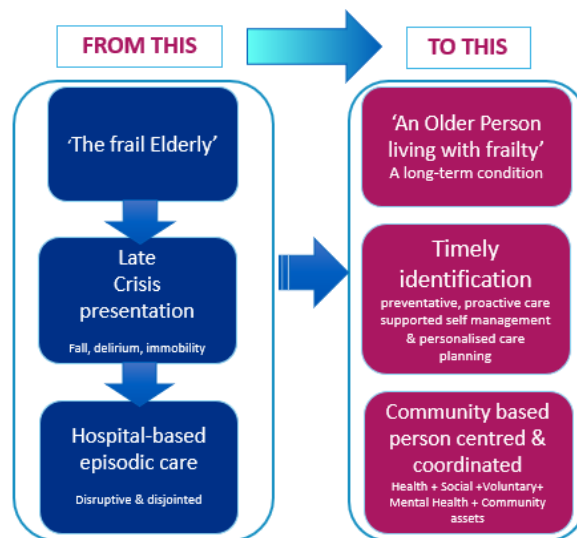 FROM THIS
TO THIS
‘The frail Elderly’
Late
Crisis
presentation
Fall, delirium, immobility
Hospital-based
episodic care
Disruptive & disjointed
‘An Older Person
living with frailty’
A long-term condition
Timely
identification
preventative, proactive care
supported self management
& personalised care
planning
Community based
person centred &
coordinated
Health + Social +Voluntary+
Mental Health + Community
assets